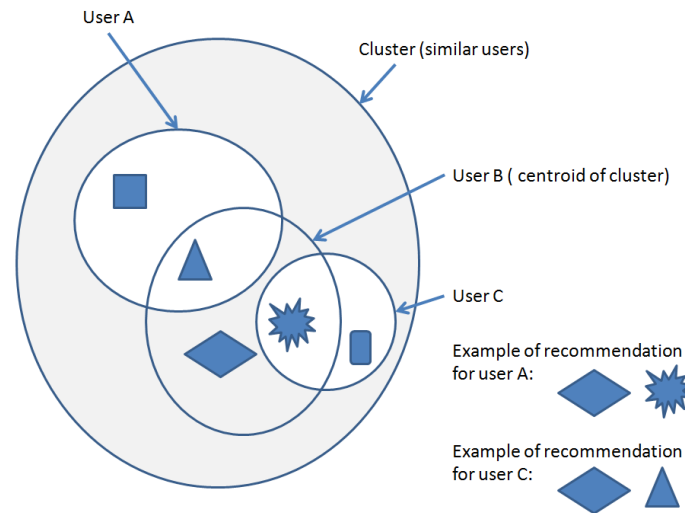 User A
Cluster (similar users)
User B ( centroid of cluster)
User C
Example of recommendation
for user A:
Example of recommendation
for user C: